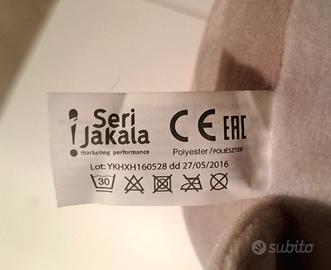 Seri
Jakala
marketing performance
CE EAC
Polyester/POLIÉSZTER
Lot: YKHXH160528 dd 27/05/2016
30
subito